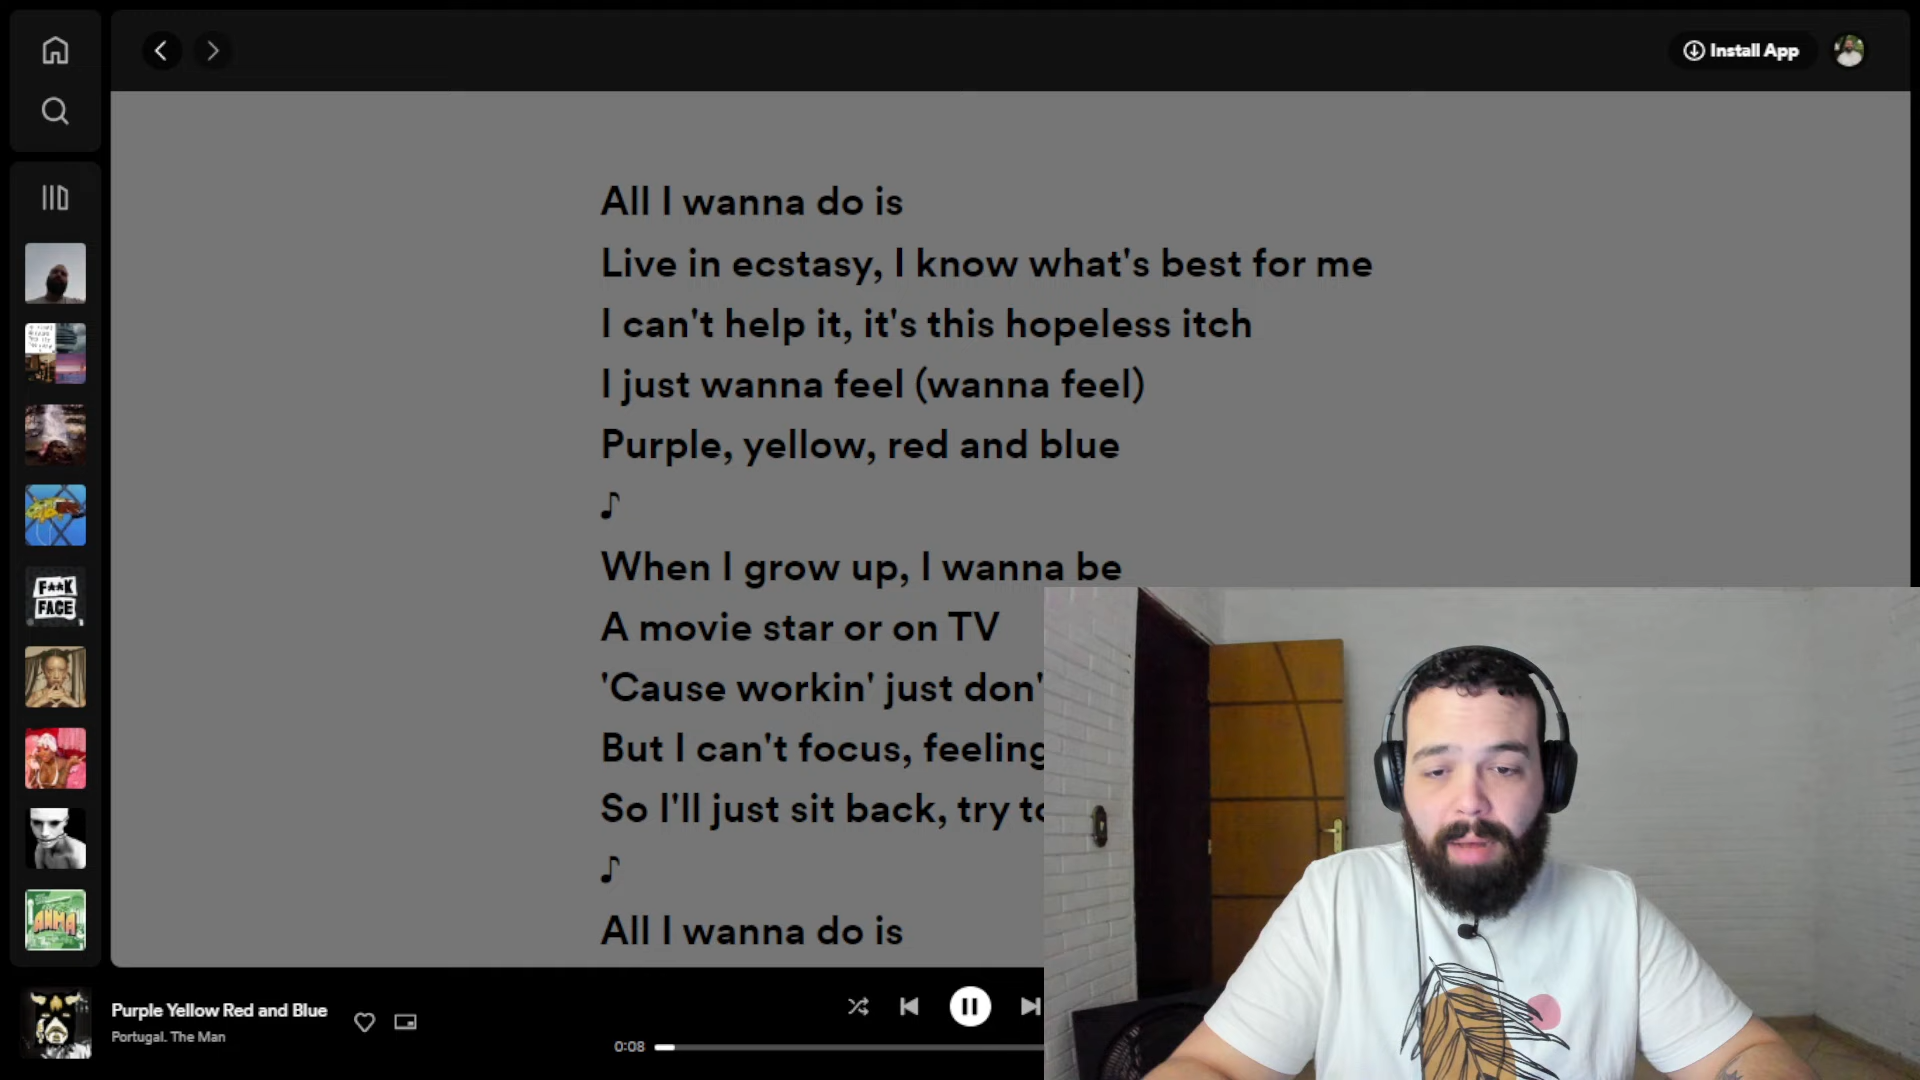 Install App
All I wanna do is
Live in ecstasy, I know what's best for me
I can't help it, it's this hopeless itch
I just wanna feel (wanna feel)
Purple, yellow, red and blue
♪
When I grow up, I wanna be
A movie star or on TV
'Cause workin' just don'
But I can't focus, feeling
So I'll just sit back, try to
♪
All I wanna do is
F**K
FACE
Purple Yellow Red and Blue
Portugal. The Man
0:08